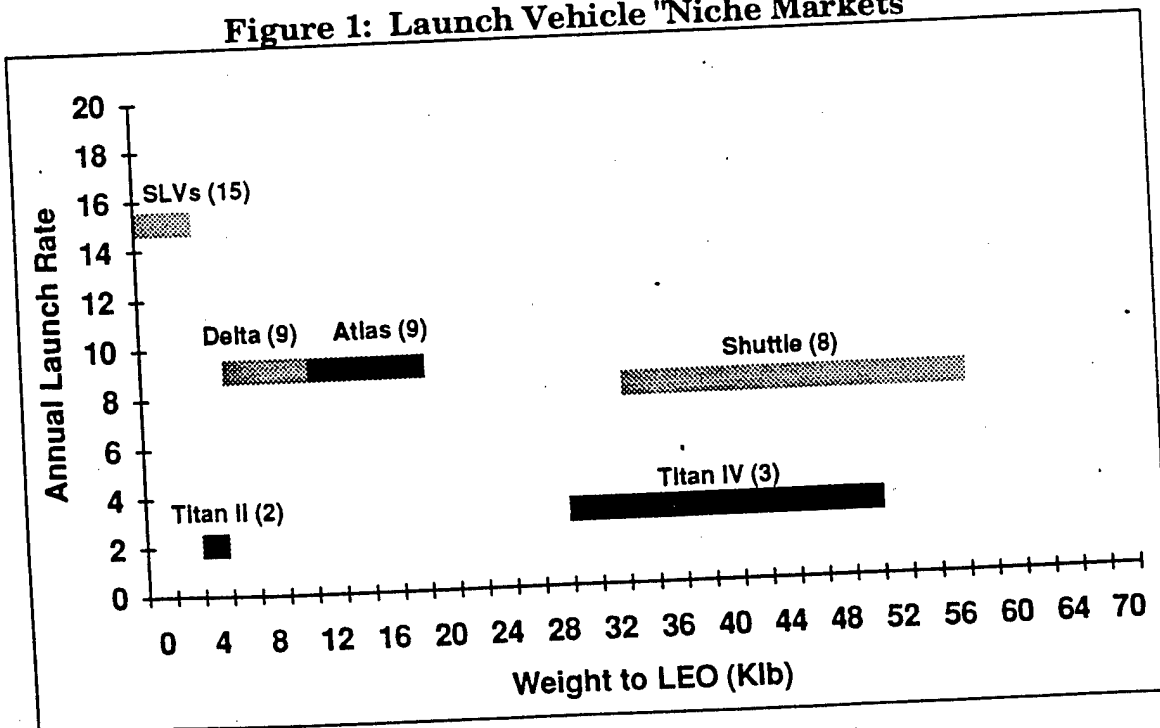 Figure 1: Launch Vehicle "Niche Markets
20
18
16
14
12
10
8
6
4
2
0
Annual Launch Rate
SLVs (15)
Delta (9) Atlas (9)
Shuttle (8)
Titan IV (3)
Titan II (2)
0 4 8 12 16 20 24 28 32 36 40 44 48 52 56 60 64 70
Weight to LEO (Klb)